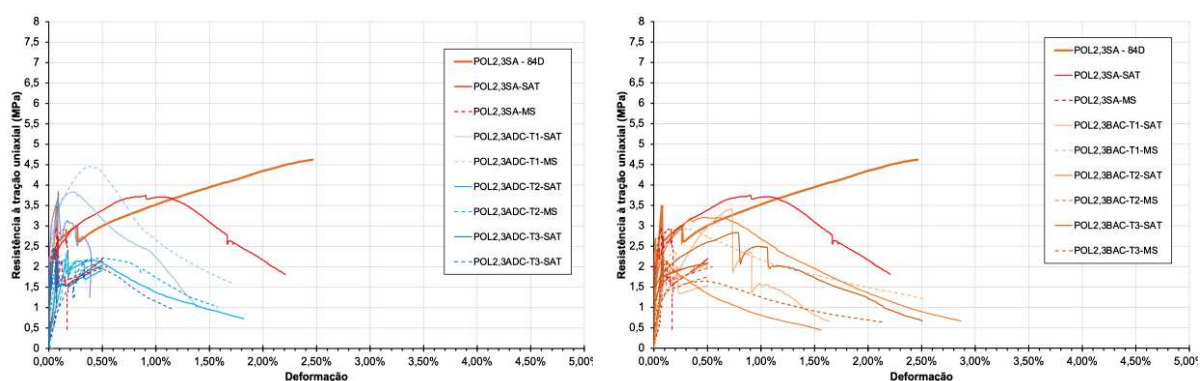 Resistência à tração uniaxial (MPa)
8
7,5
7
6,5
6
5,5
5
4,5
4
3,5
3
2,5
2
1,5
1
0,5
0
0,00% 0,50% 1,00% 1,50% 2,00% 2,50% 3,00% 3,50% 4,00% 4,50% 5,00%
Deformação
POL2,3SA - 84D
POL2,3SA-SAT
POL2,3SA-MS
POL2,3ADC-T1-SAT
POL2,3ADC-T1-MS
POL2,3ADC-T2-SAT
POL2,3ADC-T2-MS
POL2,3ADC-T3-SAT
POL2,3ADC-T3-SAT
Resistência à tração uniaxial (MPa)
8
7,5
7
6,5
6
5,5
5
4,5
4
3,5
3
2,5
2
1,5
1
0,5
0
0,00% 0,50% 1,00% 1,50% 2,00% 2,50% 3,00% 3,50% 4,00% 4,50% 5,00%
Deformação
POL2,3SA - 84D
POL2,3SA-SAT
POL2,3SA-MS
POL2,3BAC-T1-SAT
POL2,3BAC-T1-MS
POL2,3BAC-T2-SAT
POL2,3BAC-T2-MS
POL2,3BAC-T3-SAT
POL2,3BAC-T3-MS